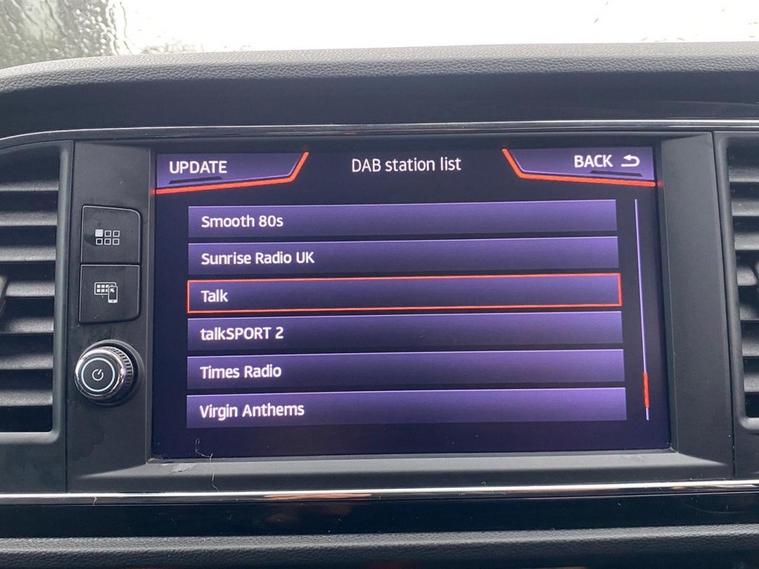 UPDATE
DAB station list
BACK
Smooth 80s
Sunrise Radio UK
Talk
talkSPORT 2
Times Radio
Virgin Anthems